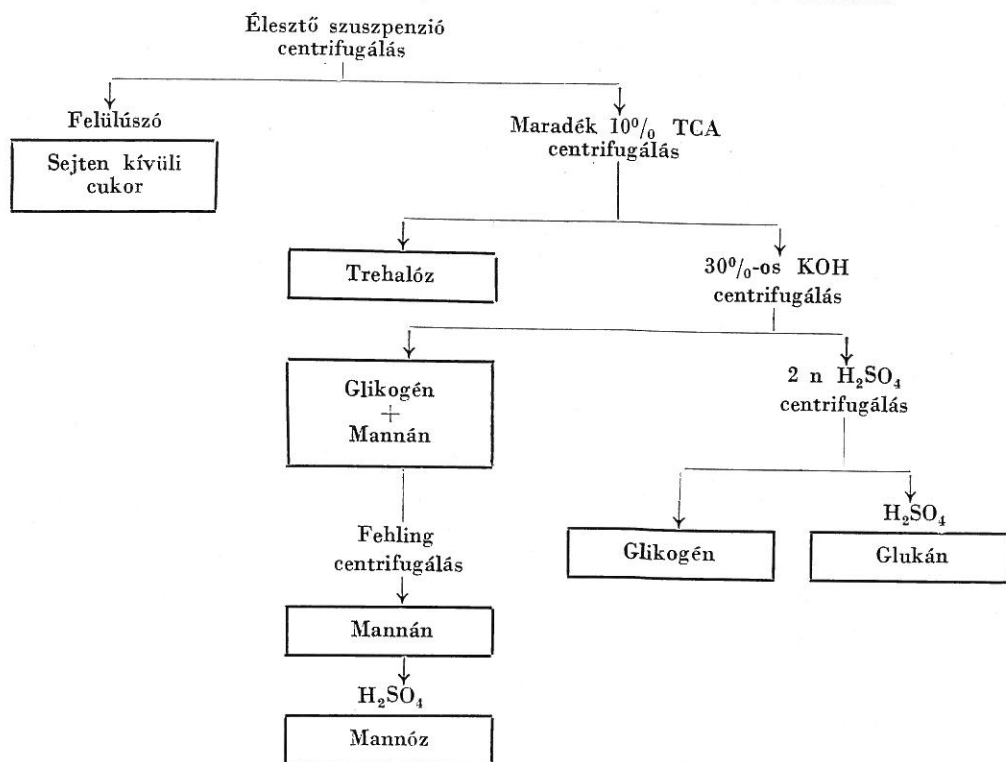 Élesztő szuszpenzió
centrifugálás
Felülúszó
Sejten kívüli
cukor
Maradék 10% TCA
centrifugálás
Trehalóz
30%-os KOH
centrifugálás
Glikogén
+
Mannán
2 n H₂SO₄
centrifugálás
Fehling
centrifugálás
Glikogén
H₂SO₄
Glukán
Mannán
H₂SO₄
Mannóz